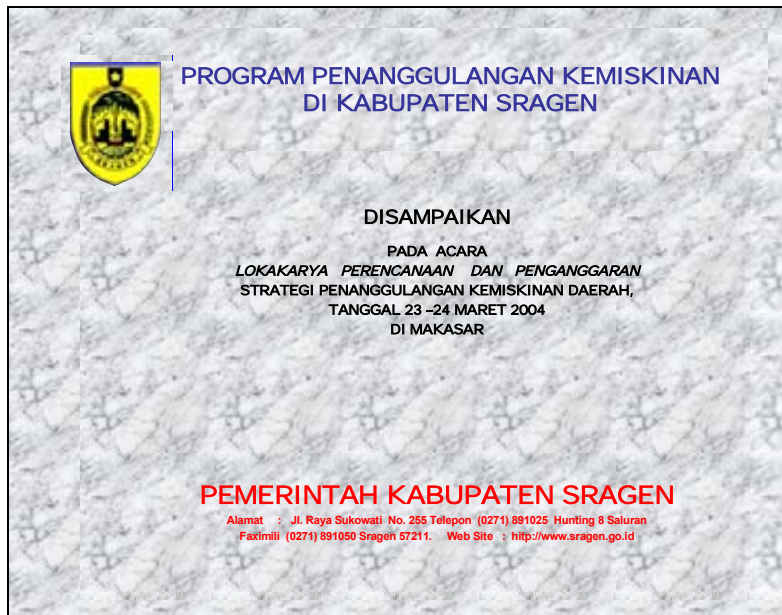 PROGRAM PENANGGULANGAN KEMISKINAN
DI KABUPATEN SRAGEN
DISAMPAIKAN
PADA ACARA
LOKAKARYA PERENCANAAN DAN PENGANGGARAN
STRATEGI PENANGGULANGAN KEMISKINAN DAERAH,
TANGGAL 23 –24 MARET 2004
DI MAKASAR
PEMERINTAH KABUPATEN SRAGEN
Alamat : Jl. Raya Sukowati No. 255 Telepon (0271) 891025 Hunting 8 Saluran
Faximili (0271) 891050 Sragen 57211. Web Site : http://www.sragen.go.id